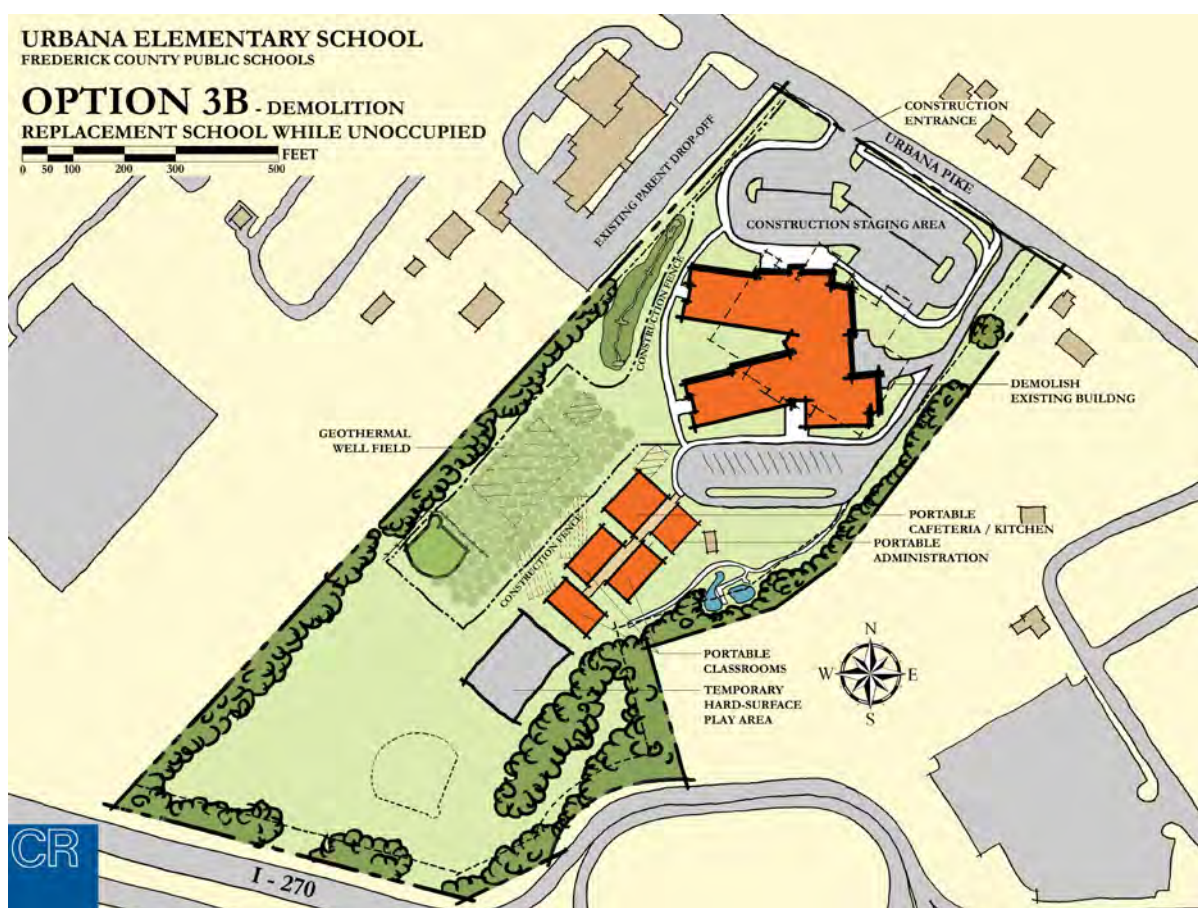 URBANA ELEMENTARY SCHOOL
FREDERICK COUNTY PUBLIC SCHOOLS
OPTION 3B - DEMOLITION
REPLACEMENT SCHOOL WHILE UNOCCUPIED
FEET
0 50 100 200 300 500
CONSTRUCTION
ENTRANCE
URBANA PIKE
EXISTING PARENT DROP-OFF
CONSTRUCTION STAGING AREA
CONSTRUCTION FENCE
DEMOLISH
EXISTING BUILDNG
GEOTHERMAL
WELL FIELD
PORTABLE
CAFETERIA / KITCHEN
PORTABLE
ADMINISTRATION
CONSTRUCTION FENCE
PORTABLE
CLASSROOMS
TEMPORARY
HARD-SURFACE
PLAY AREA
N
W E
S
CR
I - 270